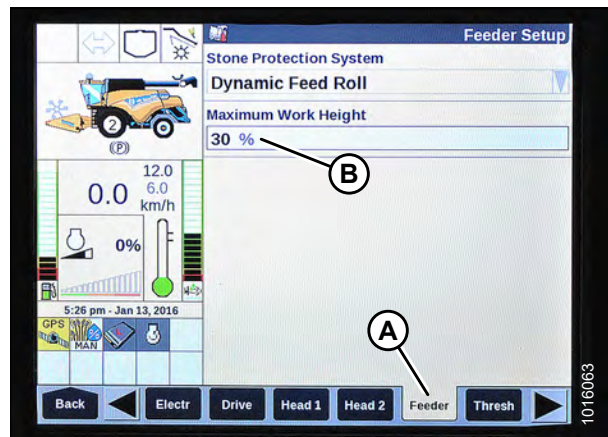 Feeder Setup
Stone Protection System
Dynamic Feed Roll
Maximum Work Height
30 %
B
2
(P)
12.0
0.0 6.0
km/h
0%
5:26 pm - Jan 13, 2016
GPS
MAN
A
Back Electr Drive Head 1 Head 2 Feeder Thresh
1016063